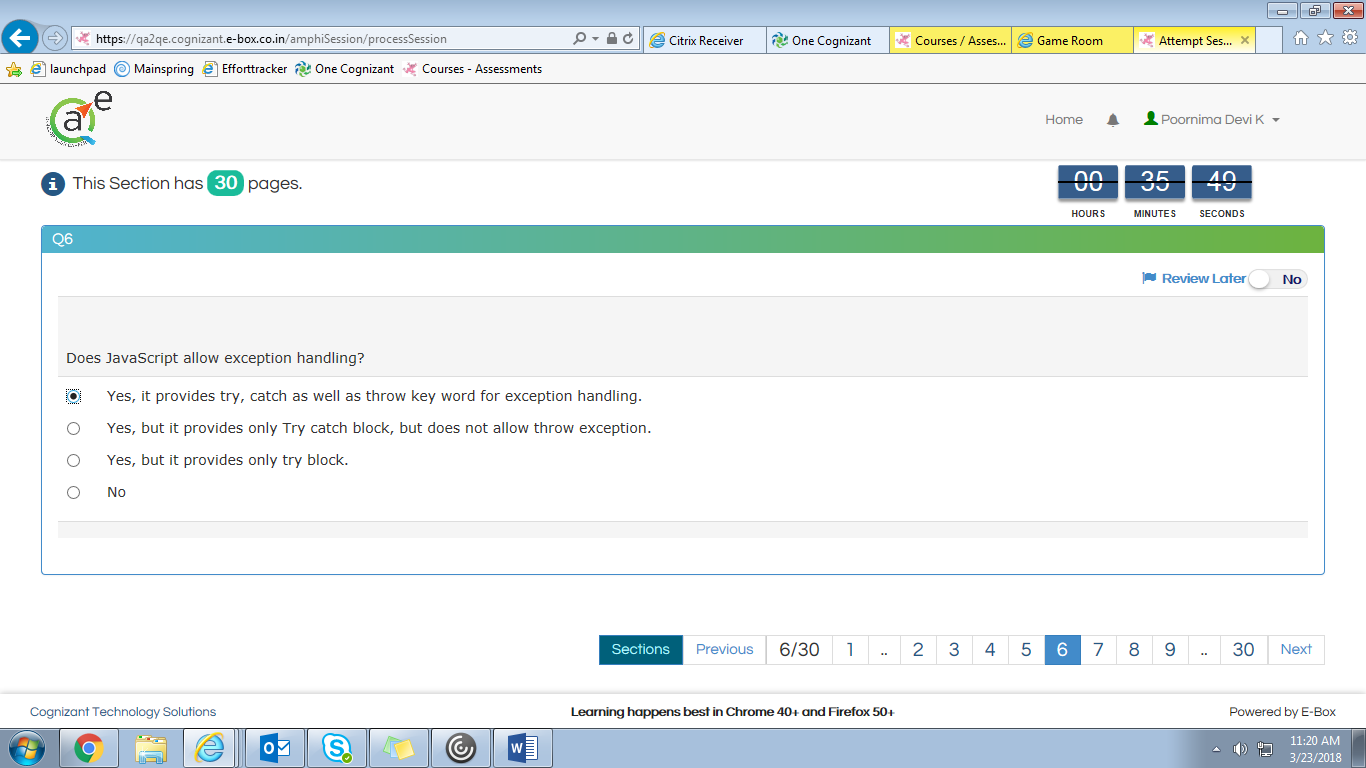 https://qa2qe.cognizant.e-box.co.in/amphiSession/processSession
Citrix Receiver
One Cognizant
Courses / Asses...
Game Room
Attempt Ses...
launchpad
Mainspring
Efforttracker
One Cognizant
Courses - Assessments
a e
Home
Poornima Devi K
This Section has 30 pages.
00 35 49
HOURS MINUTES SECONDS
Q6
Review Later No
Does JavaScript allow exception handling?
Yes, it provides try, catch as well as throw key word for exception handling.
Yes, but it provides only Try catch block, but does not allow throw exception.
Yes, but it provides only try block.
No
Sections Previous 6/30 1 .. 2 3 4 5 6 7 8 9 .. 30 Next
Cognizant Technology Solutions
Learning happens best in Chrome 40+ and Firefox 50+
Powered by E-Box
11:20 AM
3/23/2018